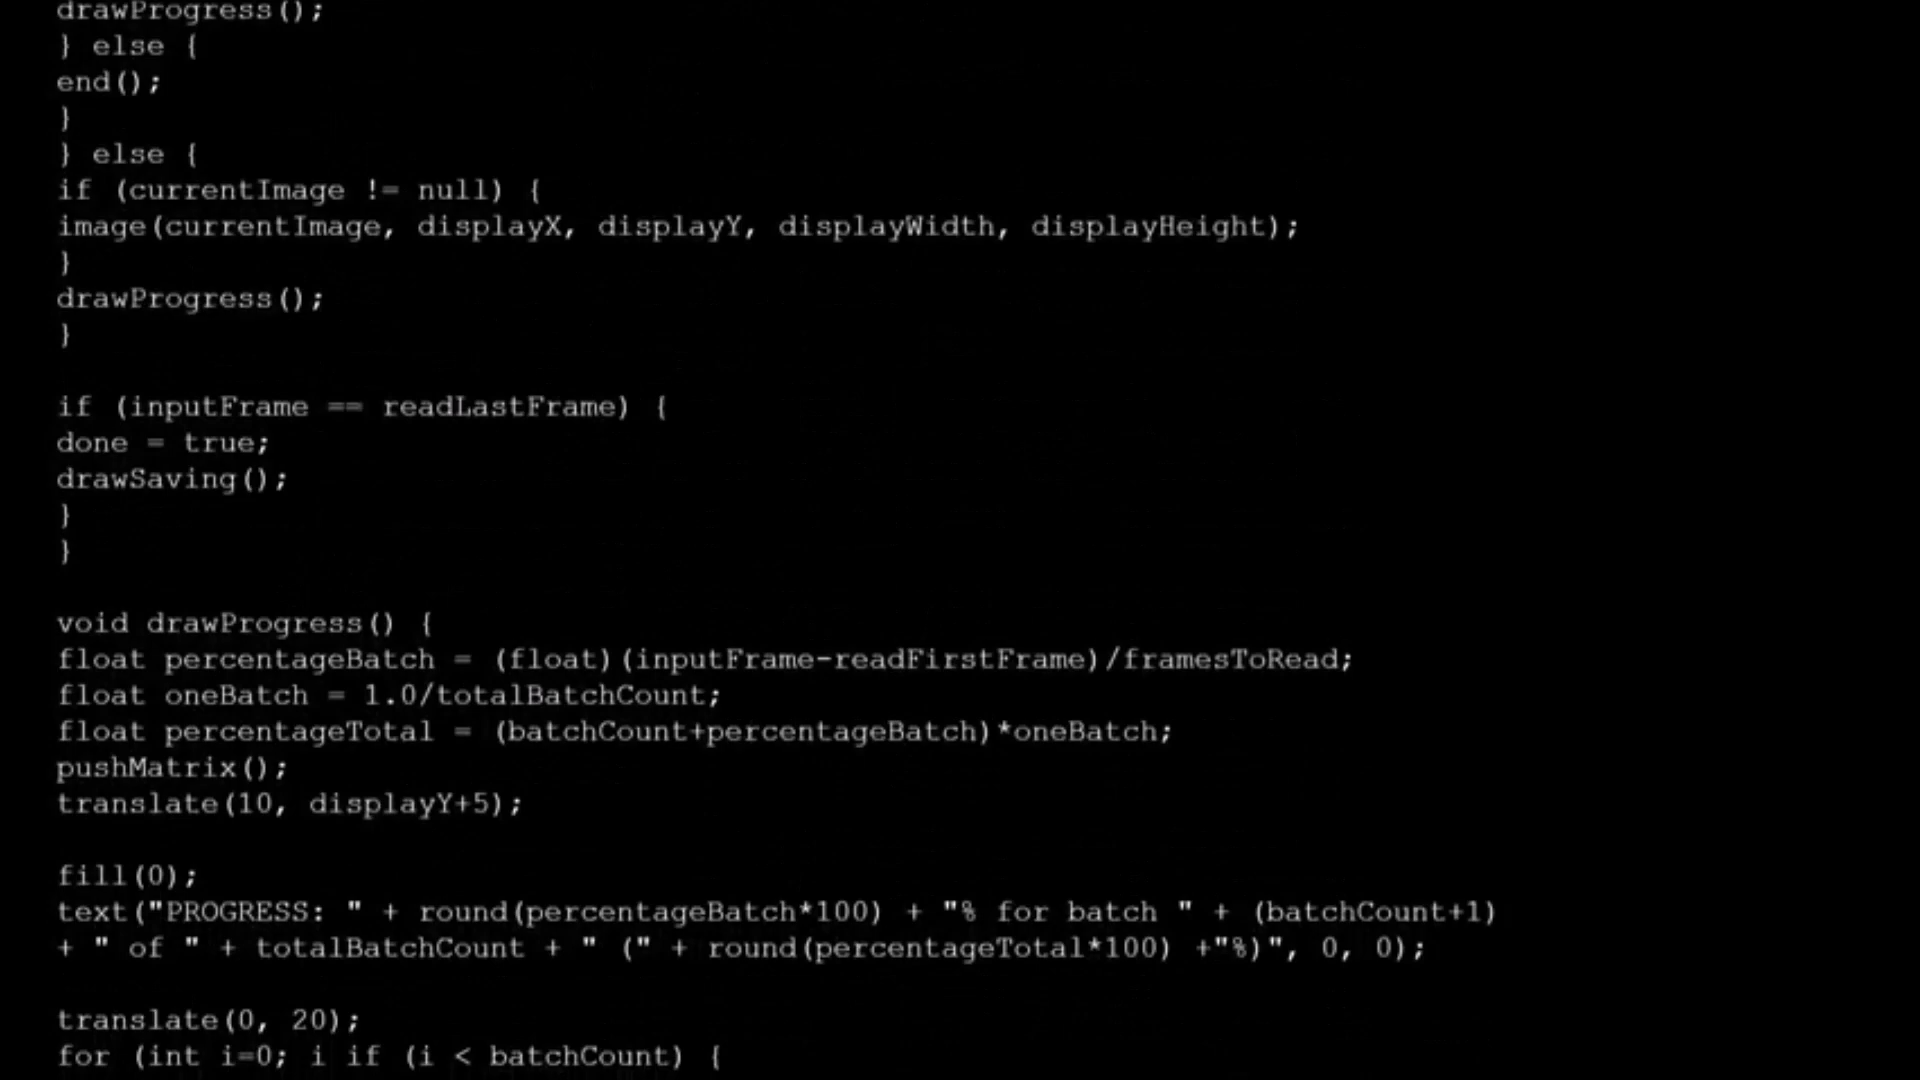 drawProgress();
} else {
end();
}
} else {
if (currentImage != null) {
image(currentImage, displayX, displayY, displayWidth, displayHeight);
}
drawProgress();
}
if (inputFrame == readLastFrame) {
done = true;
drawSaving();
}
}
void drawProgress() {
float percentageBatch = (float)(inputFrame-readFirstFrame)/framesToRead;
float oneBatch = 1.0/totalBatchCount;
float percentageTotal = (batchCount+percentageBatch)*oneBatch;
pushMatrix();
translate(10, displayY+5);
fill(0);
text("PROGRESS: " + round(percentageBatch*100) + "% for batch " + (batchCount+1)
+ " of " + totalBatchCount + " (" + round(percentageTotal*100) +"%)", 0, 0);
translate(0, 20);
for (int i=0; i if (i < batchCount) {